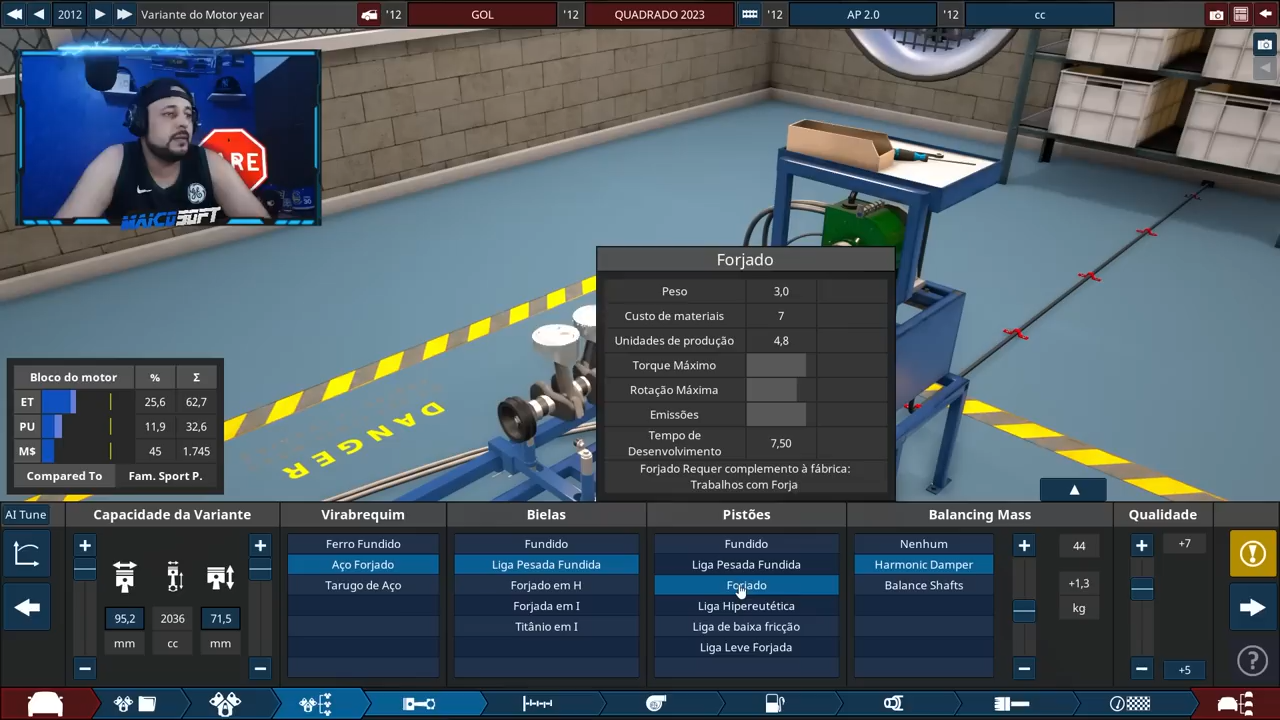 2012
Variante do Motor year
'12
GOL
'12
QUADRADO 2023
'12
AP 2.0
'12
cc
ARE
MAICOSOFT
DANGER
Forjado
Peso 3,0
Custo de materiais 7
Unidades de produção 4,8
Torque Máximo
Rotação Máxima
Emissões
Tempo de
Desenvolvimento 7,50
Forjado Requer complemento à fábrica:
Trabalhos com Forja
Bloco do motor % Σ
ET 25,6 62,7
PU 11,9 32,6
M$ 45 1.745
Compared To Fam. Sport P.
AI Tune
Capacidade da Variante
95,2 2036 71,5
mm cc mm
Virabrequim
Ferro Fundido
Aço Forjado
Tarugo de Aço
Bielas
Fundido
Liga Pesada Fundida
Forjado em H
Forjada em I
Titânio em I
Pistões
Fundido
Liga Pesada Fundida
Forjado
Liga Hipereutética
Liga de baixa fricção
Liga Leve Forjada
Balancing Mass
Nenhum
Harmonic Damper
Balance Shafts
44
+1,3
kg
Qualidade
+7
+5